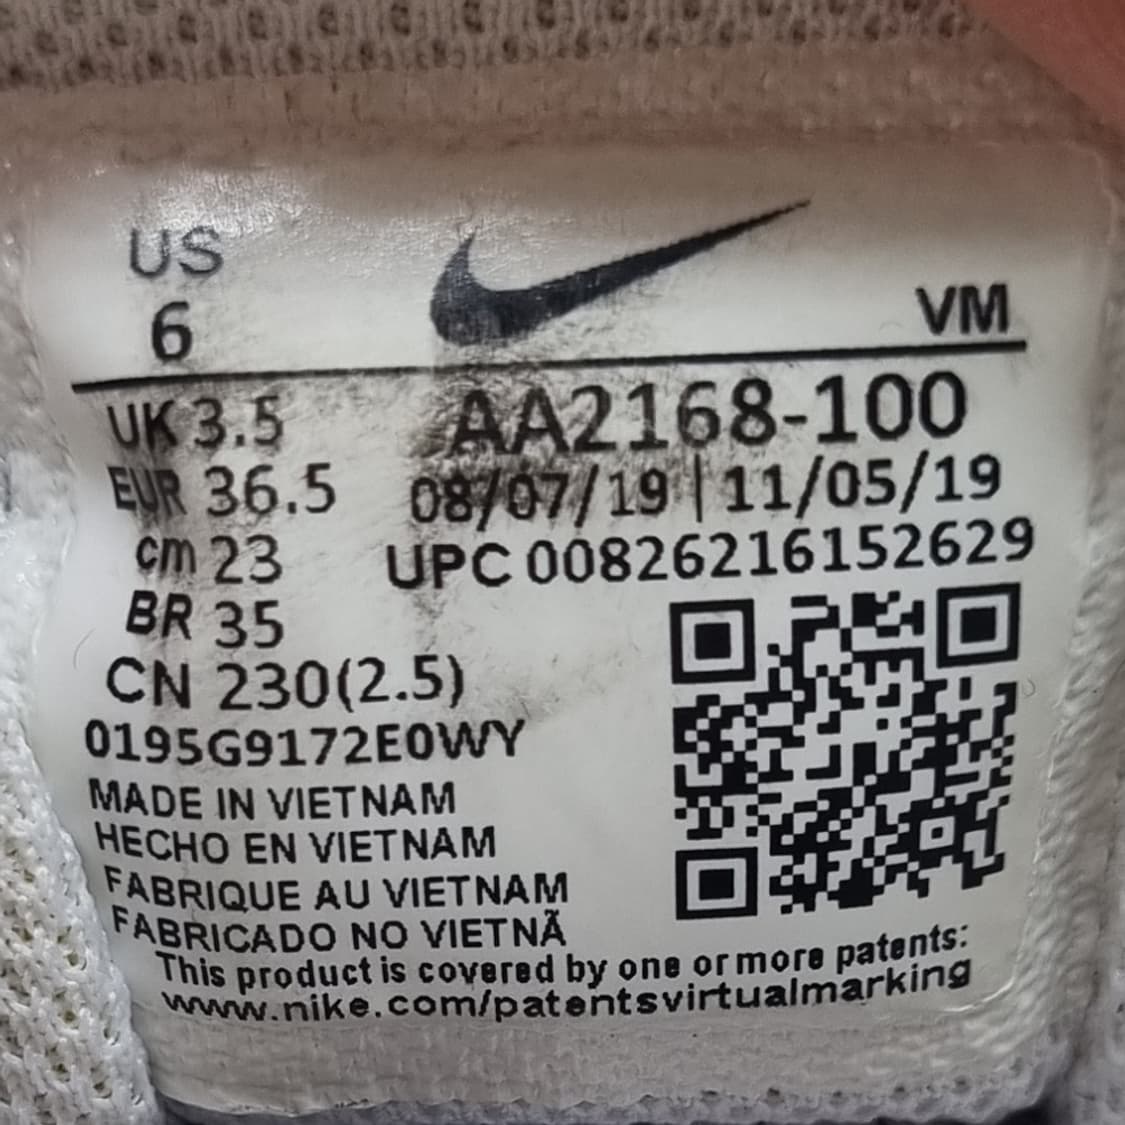 US
6
VM
UK 3.5
AA2168-100
EUR 36.5
08/07/19 | 11/05/19
cm 23
UPC 00826216152629
BR 35
CN 230(2.5)
0195G9172E0WY
MADE IN VIETNAM
HECHO EN VIETNAM
FABRIQUE AU VIETNAM
FABRICADO NO VIETNÃ
This product is covered by one or more patents:
www.nike.com/patentsvirtualmarking